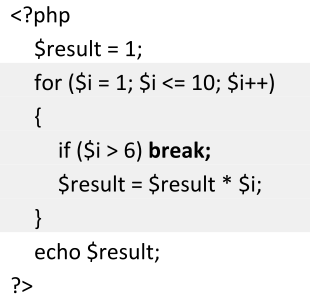 <?php
$result = 1;
for ($i = 1; $i <= 10; $i++)
{
if ($i > 6) break;
$result = $result * $i;
}
echo $result;
?>